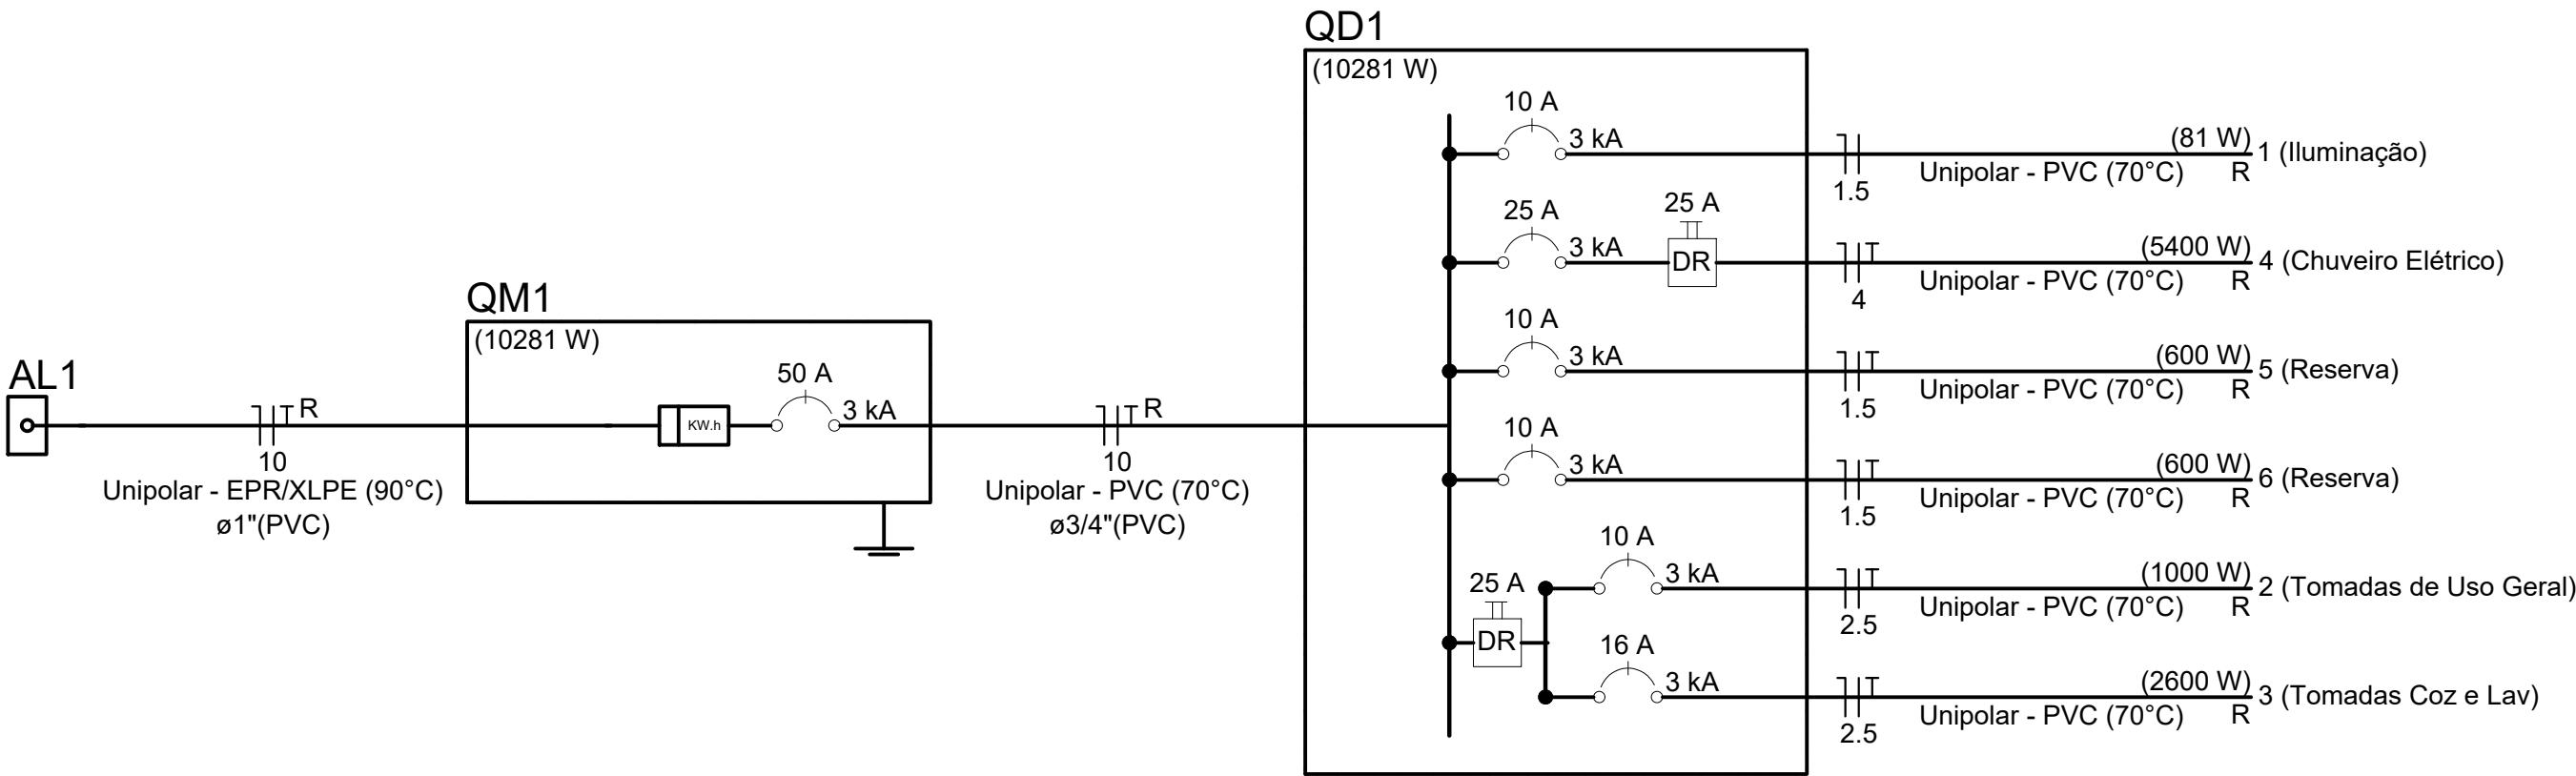 AL1
R
10
Unipolar - EPR/XLPE (90°C)
ø1"(PVC)
QM1
(10281 W)
KW.h
50 A
3 kA
R
10
Unipolar - PVC (70°C)
ø3/4"(PVC)
QD1
(10281 W)
10 A
3 kA
1.5
(81 W)
Unipolar - PVC (70°C) R
1 (Iluminação)
25 A
3 kA
25 A
DR
4
(5400 W)
Unipolar - PVC (70°C) R
4 (Chuveiro Elétrico)
10 A
3 kA
1.5
(600 W)
Unipolar - PVC (70°C) R
5 (Reserva)
10 A
3 kA
1.5
(600 W)
Unipolar - PVC (70°C) R
6 (Reserva)
25 A
DR
10 A
3 kA
2.5
(1000 W)
Unipolar - PVC (70°C) R
2 (Tomadas de Uso Geral)
16 A
3 kA
2.5
(2600 W)
Unipolar - PVC (70°C) R
3 (Tomadas Coz e Lav)